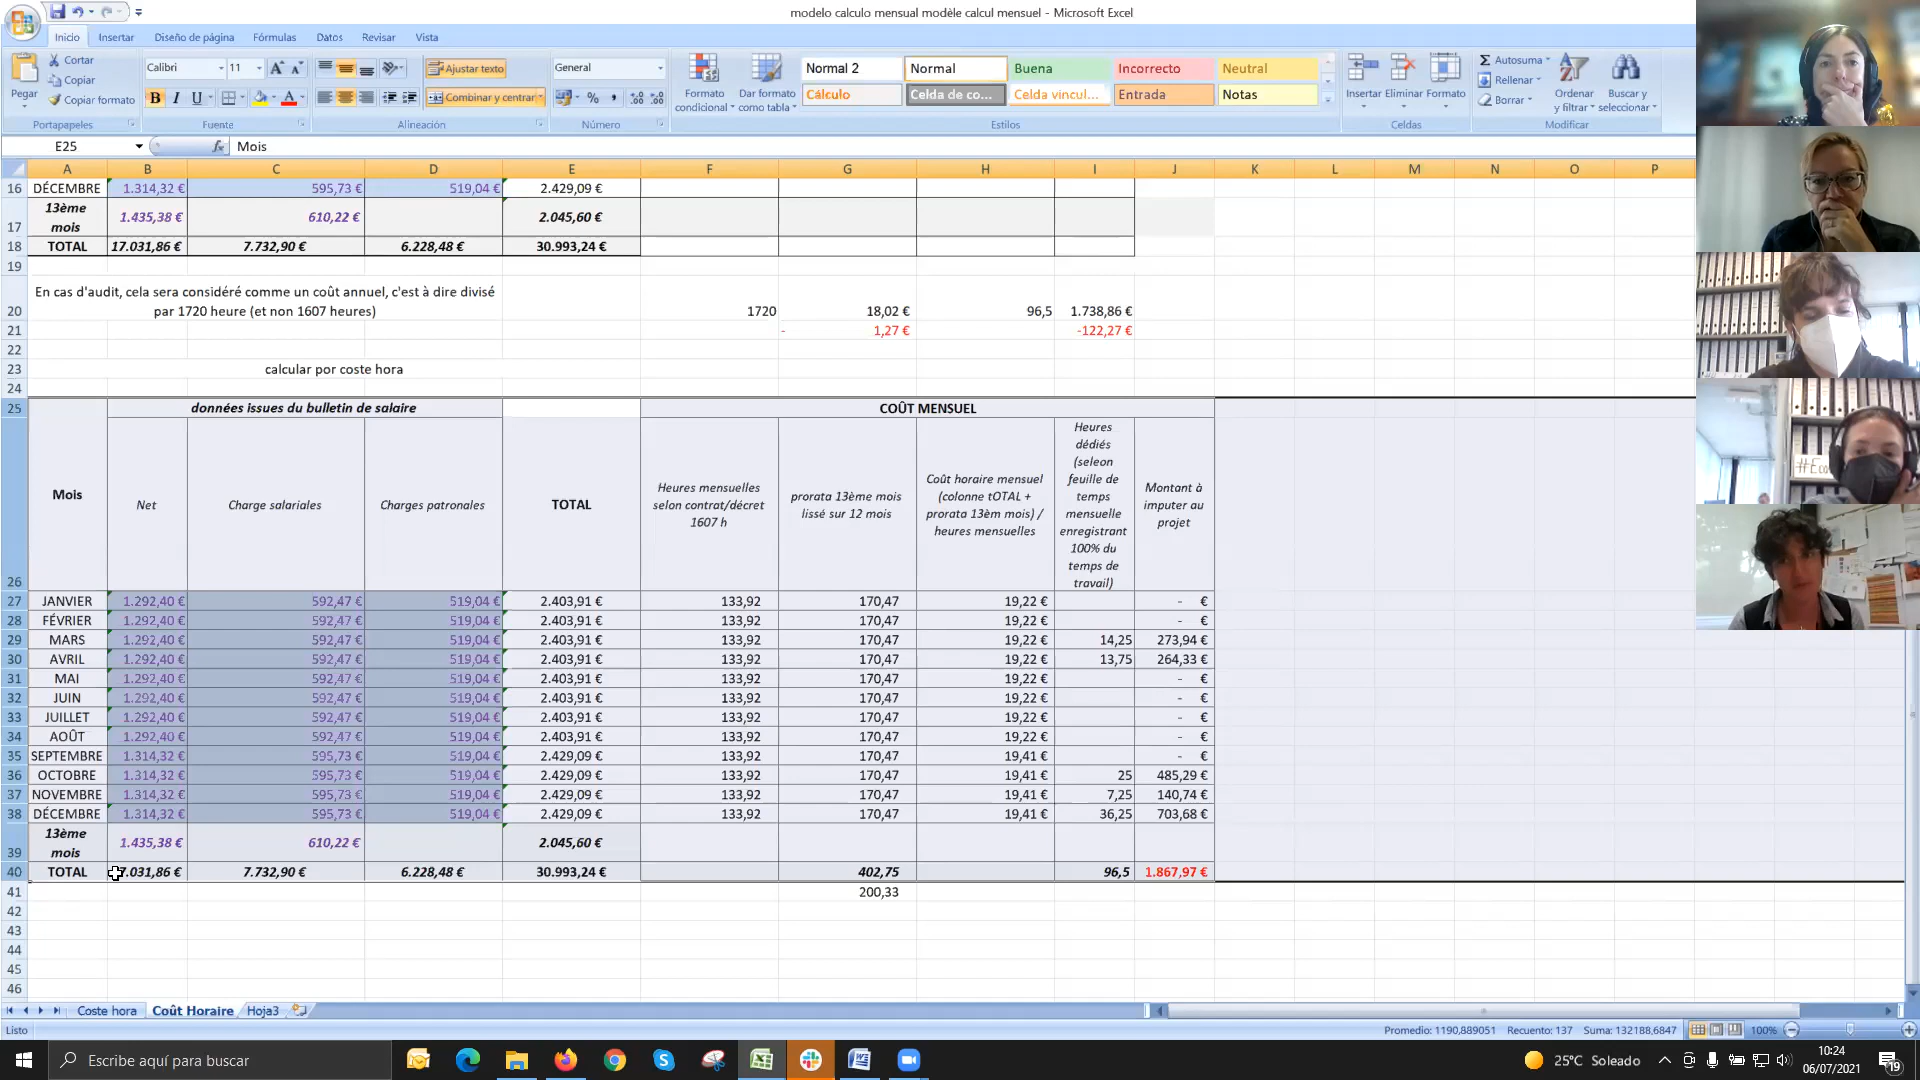 modelo calculo mensual modèle calcul mensuel - Microsoft Excel
Inicio Insertar Diseño de página Fórmulas Datos Revisar Vista
Pegar
Cortar
Copiar
Copiar formato
Portapapeles
Calibri 11
N K S
Fuente
Ajustar texto
Combinar y centrar
Alineación
General
Número
Formato condicional
Dar formato como tabla
Normal 2 Normal Buena Incorrecto Neutral
Cálculo Celda de co... Celda vincul... Entrada Notas
Estilos
Insertar Eliminar Formato
Celdas
Autosuma
Rellenar
Borrar
Ordenar y filtrar
Buscar y seleccionar
Modificar
E25 fx Mois
A B C D E F G H I J K L M N O P
16 DÉCEMBRE 1.314,32 € 595,73 € 519,04 € 2.429,09 €
17 13ème mois 1.435,38 € 610,22 € 2.045,60 €
18 TOTAL 17.031,86 € 7.732,90 € 6.228,48 € 30.993,24 €
19
20 En cas d'audit, cela sera considéré comme un coût annuel, c'est à dire divisé par 1720 heure (et non 1607 heures) 1720 18,02 € 96,5 1.738,86 €
21 - 1,27 € -122,27 €
22
23 calcular por coste hora
24
25 données issues du bulletin de salaire COÛT MENSUEL
26 Mois Net Charge salariales Charges patronales TOTAL Heures mensuelles selon contrat/décret 1607 h prorata 13ème mois lissé sur 12 mois Coût horaire mensuel (colonne tOTAL + prorata 13èm mois) / heures mensuelles Heures dédiés (seleon feuille de temps mensuelle enregistrant 100% du temps de travail) Montant à imputer au projet
27 JANVIER 1.292,40 € 592,47 € 519,04 € 2.403,91 € 133,92 170,47 19,22 € - €
28 FÉVRIER 1.292,40 € 592,47 € 519,04 € 2.403,91 € 133,92 170,47 19,22 € - €
29 MARS 1.292,40 € 592,47 € 519,04 € 2.403,91 € 133,92 170,47 19,22 € 14,25 273,94 €
30 AVRIL 1.292,40 € 592,47 € 519,04 € 2.403,91 € 133,92 170,47 19,22 € 13,75 264,33 €
31 MAI 1.292,40 € 592,47 € 519,04 € 2.403,91 € 133,92 170,47 19,22 € - €
32 JUIN 1.292,40 € 592,47 € 519,04 € 2.403,91 € 133,92 170,47 19,22 € - €
33 JUILLET 1.292,40 € 592,47 € 519,04 € 2.403,91 € 133,92 170,47 19,22 € - €
34 AOÛT 1.292,40 € 592,47 € 519,04 € 2.403,91 € 133,92 170,47 19,22 € - €
35 SEPTEMBRE 1.314,32 € 595,73 € 519,04 € 2.429,09 € 133,92 170,47 19,41 € - €
36 OCTOBRE 1.314,32 € 595,73 € 519,04 € 2.429,09 € 133,92 170,47 19,41 € 25 485,29 €
37 NOVEMBRE 1.314,32 € 595,73 € 519,04 € 2.429,09 € 133,92 170,47 19,41 € 7,25 140,74 €
38 DÉCEMBRE 1.314,32 € 595,73 € 519,04 € 2.429,09 € 133,92 170,47 19,41 € 36,25 703,68 €
39 13ème mois 1.435,38 € 610,22 € 2.045,60 €
40 TOTAL 7.031,86 € 7.732,90 € 6.228,48 € 30.993,24 € 402,75 96,5 1.867,97 €
41 200,33
42
43
44
45
46
Coste hora Coût Horaire Hoja3
Listo Promedio: 1190,889051 Recuento: 137 Suma: 132188,6847 100%
Escribe aquí para buscar
25°C Soleado
10:24
06/07/2021
19